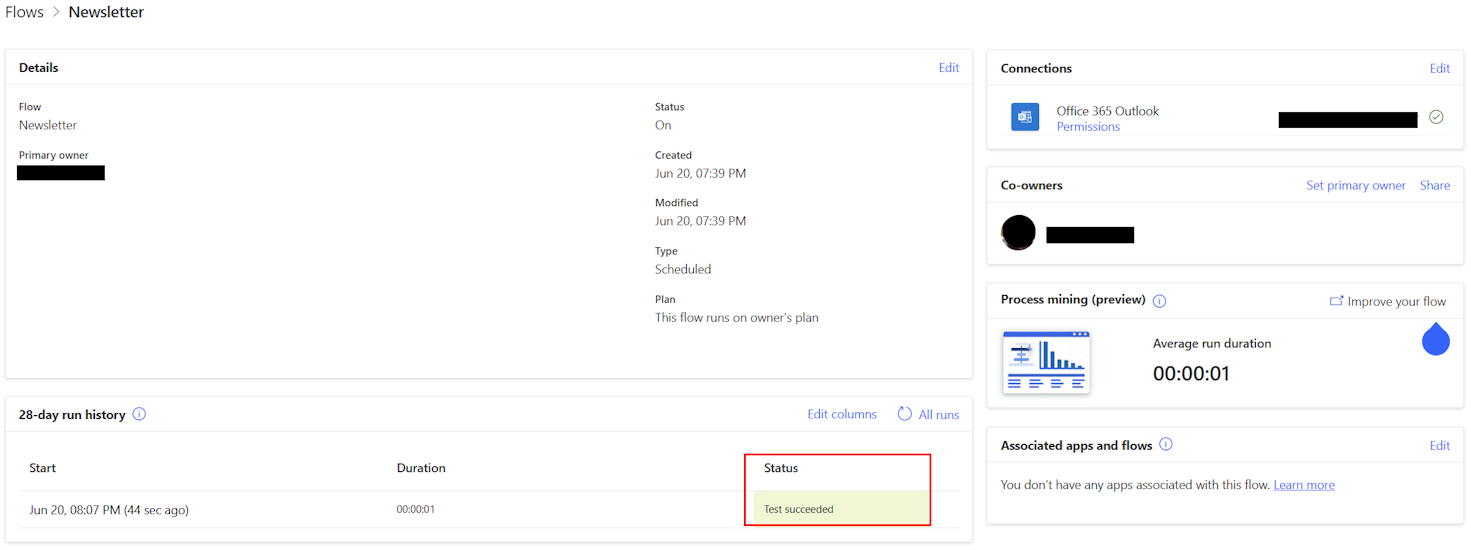 Flows > Newsletter
Details
Edit
Flow
Newsletter
Primary owner
Status
On
Created
Jun 20, 07:39 PM
Modified
Jun 20, 07:39 PM
Type
Scheduled
Plan
This flow runs on owner's plan
28-day run history
Edit columns
All runs
Start
Duration
Status
Jun 20, 08:07 PM (44 sec ago)
00:00:01
Test succeeded
Connections
Edit
Office 365 Outlook
Permissions
Co-owners
Set primary owner
Share
Process mining (preview)
Improve your flow
Average run duration
00:00:01
Associated apps and flows
Edit
You don't have any apps associated with this flow. Learn more